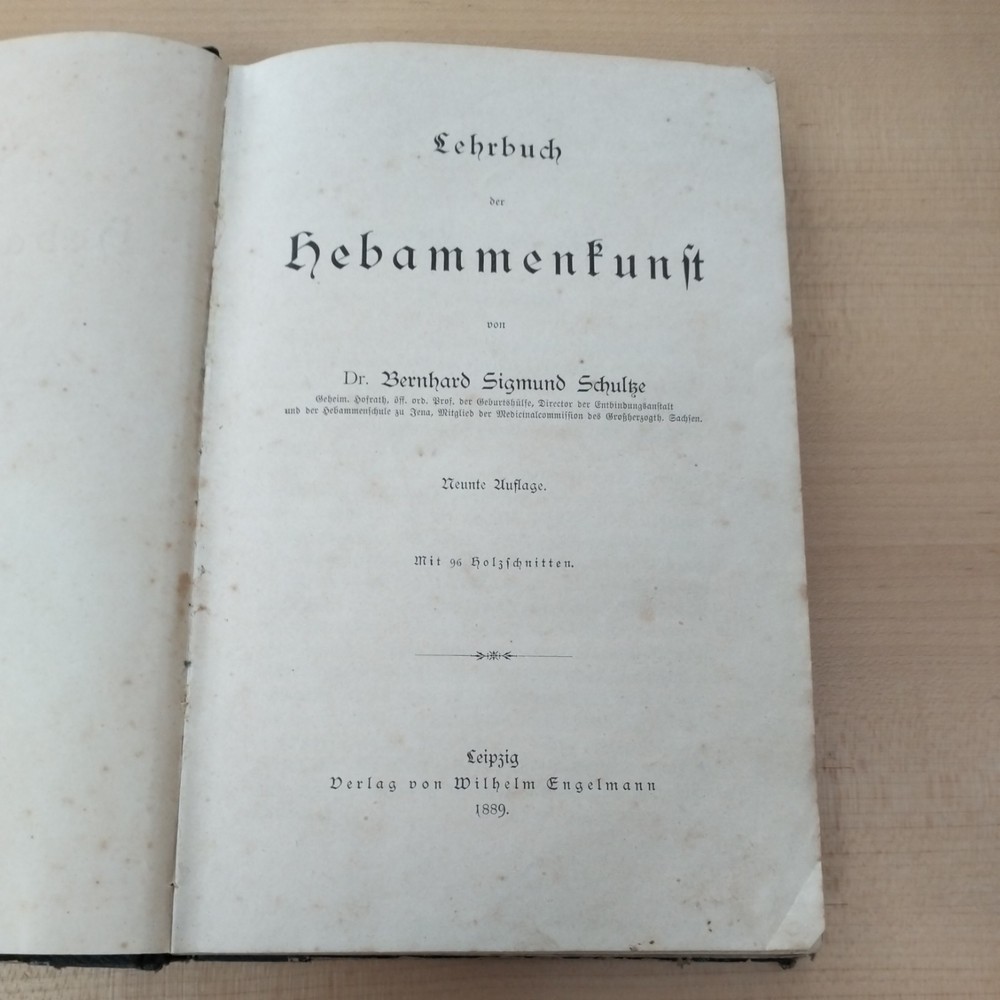 Lehrbuch
der
Hebammenkunſt
von
Dr. Bernhard Sigmund Schultze
Geheim. Hofrath, öff. ord. Prof. der Geburtshülfe, Director der Entbindungsanſtalt
und der Hebammenſchule zu Jena, Mitglied der Medicinalcommiſſion des Großherzogth. Sachſen.
Neunte Auflage.
Mit 96 Holzſchnitten.
Leipzig
Verlag von Wilhelm Engelmann
1889.